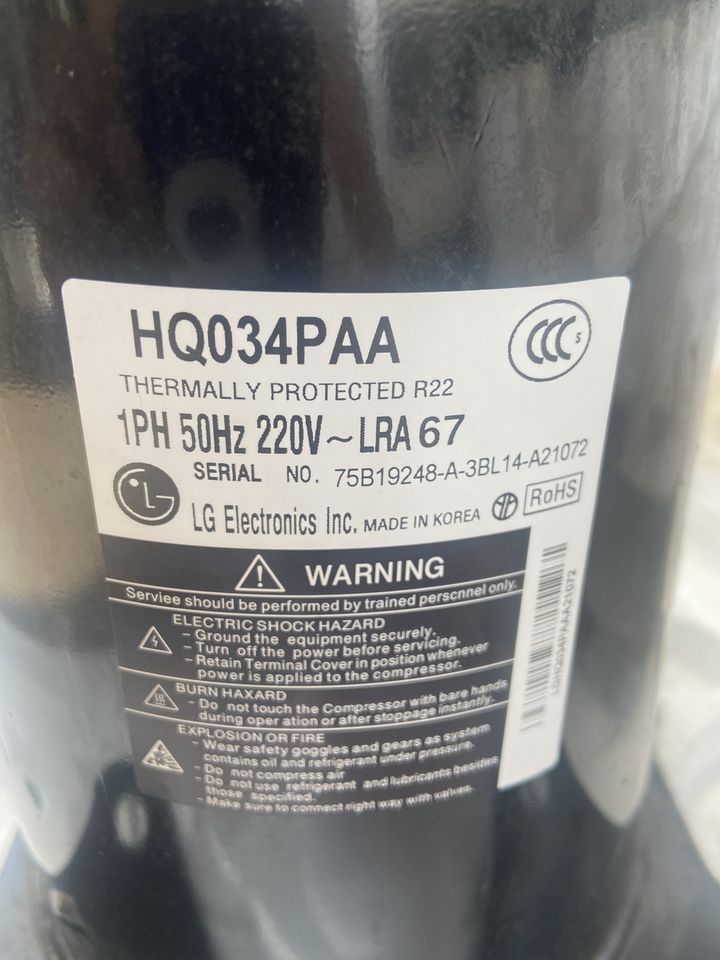 HQ034PAA
CCC S
THERMALLY PROTECTED R22
1PH 50Hz 220V~LRA 67
SERIAL NO. 75B19248-A-3BL14-A21072
LG
LG Electronics Inc. MADE IN KOREA
RoHS
WARNING
Serviee should be performed by trained perscnnel only.
ELECTRIC SHOCK HAZARD
- Ground the equipment securely.
- Turn off the power before servicing.
- Retain Terminal Cover in position whenever
power is applied to the compressor.
BURN HAXARD
- Do not touch the Compressor with bare hands
during oper ation or after stoppage instantly.
EXPLOSION OR FIRE
- Wear safety goggles and gears as system
contains oil and refrigerant under pressure.
- Do not compress air
- Do not use refrigerant and lubricants besides
those specified.
- Make sure to connect right way with valves.
LGHQ034PAAA21072